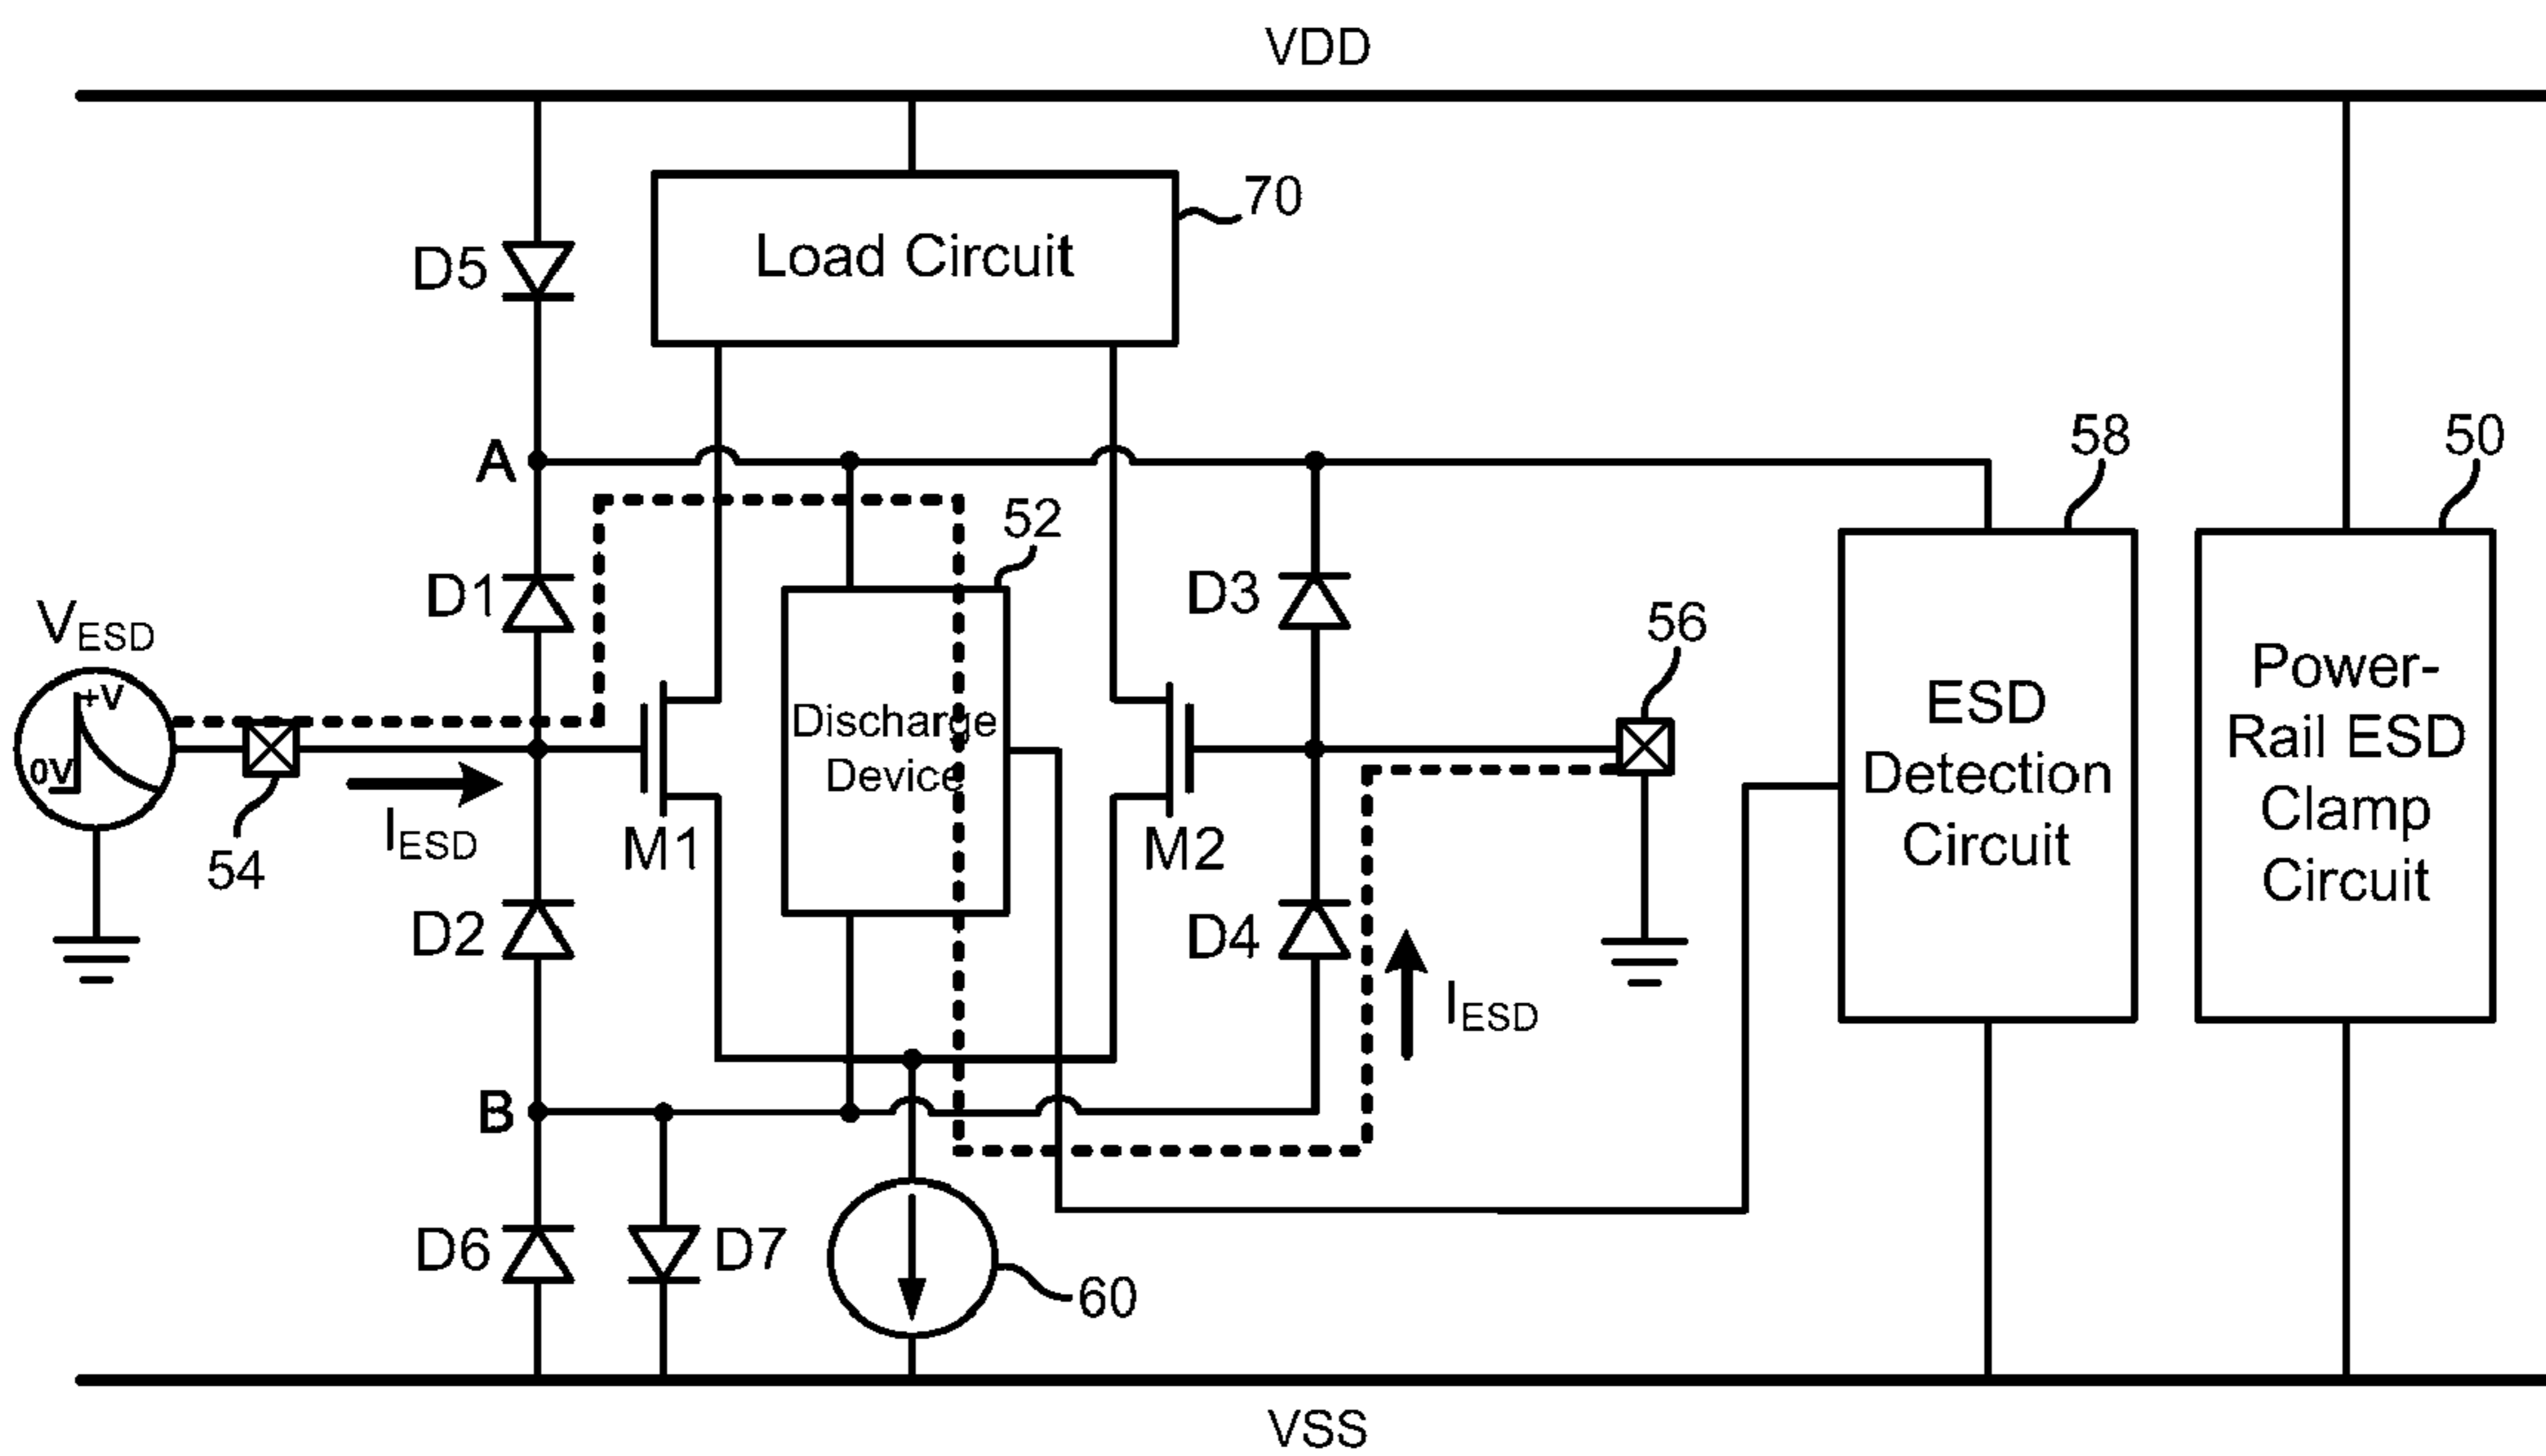 VDD
70
Load Circuit
D5
A
58
50
52
D1
D3
56
VESD
+V
0V
Discharge
Device
ESD
Detection
Circuit
Power-
Rail ESD
Clamp
Circuit
IESD
54
M1
M2
D2
D4
IESD
B
D6
D7
60
VSS